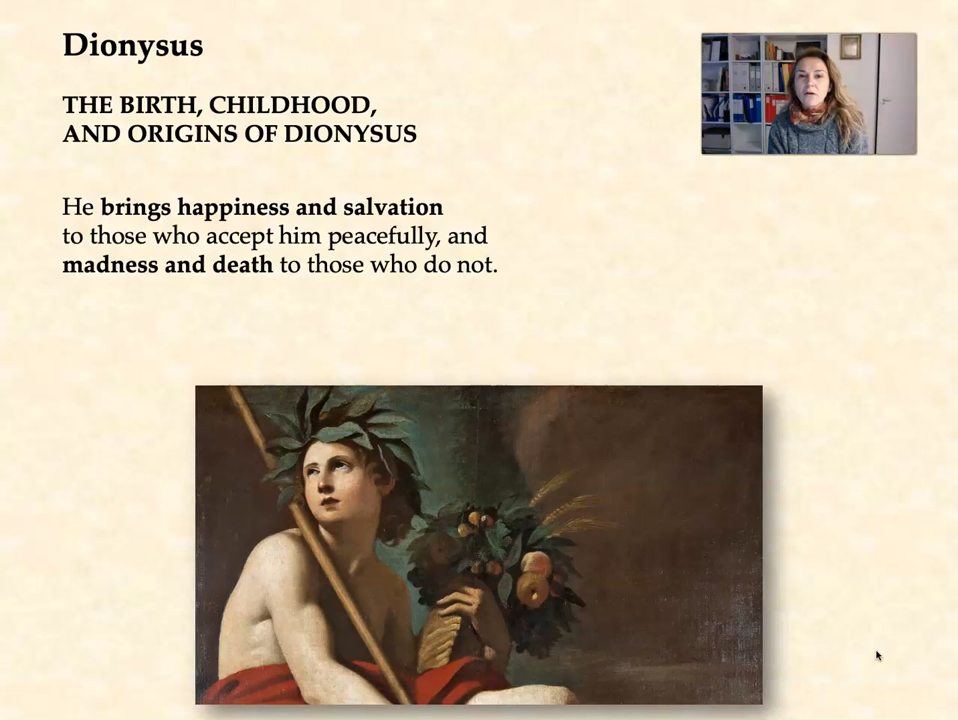 Dionysus
THE BIRTH, CHILDHOOD,
AND ORIGINS OF DIONYSUS
He brings happiness and salvation
to those who accept him peacefully, and
madness and death to those who do not.